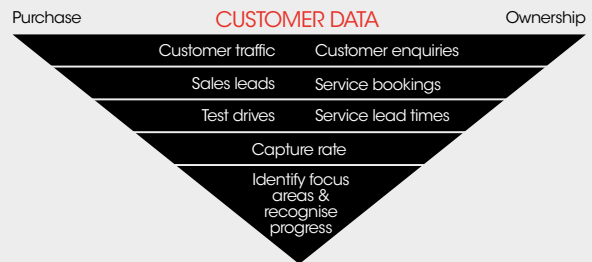 Purchase CUSTOMER DATA Ownership
Customer traffic Customer enquiries
Sales leads Service bookings
Test drives Service lead times
Capture rate
Identify focus
areas &
recognise
progress